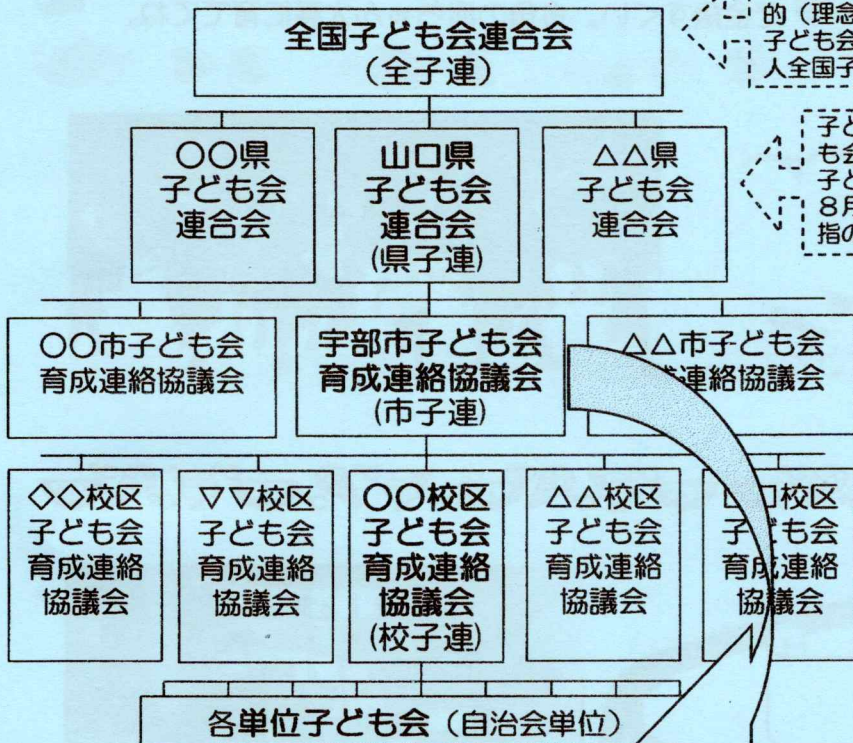 全国子ども会連合会
（全子連）
的（理念
子ども会
人全国子
〇〇県
子ども会
連合会
山口県
子ども会
連合会
(県子連)
△△県
子ども会
連合会
子ど
も会
子ど
8月
指の
〇〇市子ども会
育成連絡協議会
宇部市子ども会
育成連絡協議会
(市子連)
△△市子ども会
成連絡協議会
◇◇校区
子ども会
育成連絡
協議会
▽▽校区
子ども会
育成連絡
協議会
〇〇校区
子ども会
育成連絡
協議会
(校子連)
△△校区
子ども会
育成連絡
協議会
□校区
子ども会
育成連絡
協議会
各単位子ども会（自治会単位）